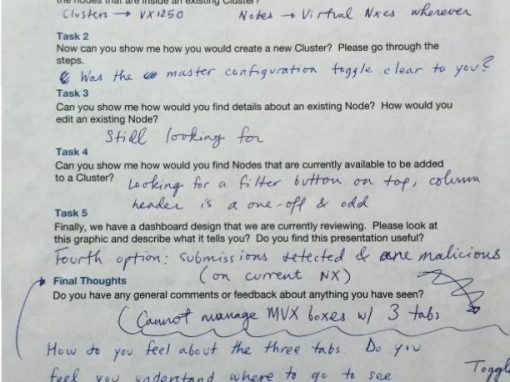 the nodes that are inside an existing Cluster?
Clusters → VX1250 Notes → Virtual Nxes wherever
Task 2
Now can you show me how you would create a new Cluster? Please go through the
steps.
Was the master configuration toggle clear to you?
Task 3
Can you show me how would you find details about an existing Node? How would you
edit an existing Node?
Still looking for
Task 4
Can you show me how would you find Nodes that are currently available to be added
to a Cluster? Looking for a filter button on top, column
header is a one-off & odd
Task 5
Finally, we have a dashboard design that we are currently reviewing. Please look at
this graphic and describe what it tells you? Do you find this presentation useful?
Fourth option: submissions detected & are malicious
(on current NX)
Final Thoughts
Do you have any general comments or feedback about anything you have seen?
Cannot manage MVX boxes w/ 3 tabs
How do you feel about the three tabs. Do you
feel you understand where to go to see